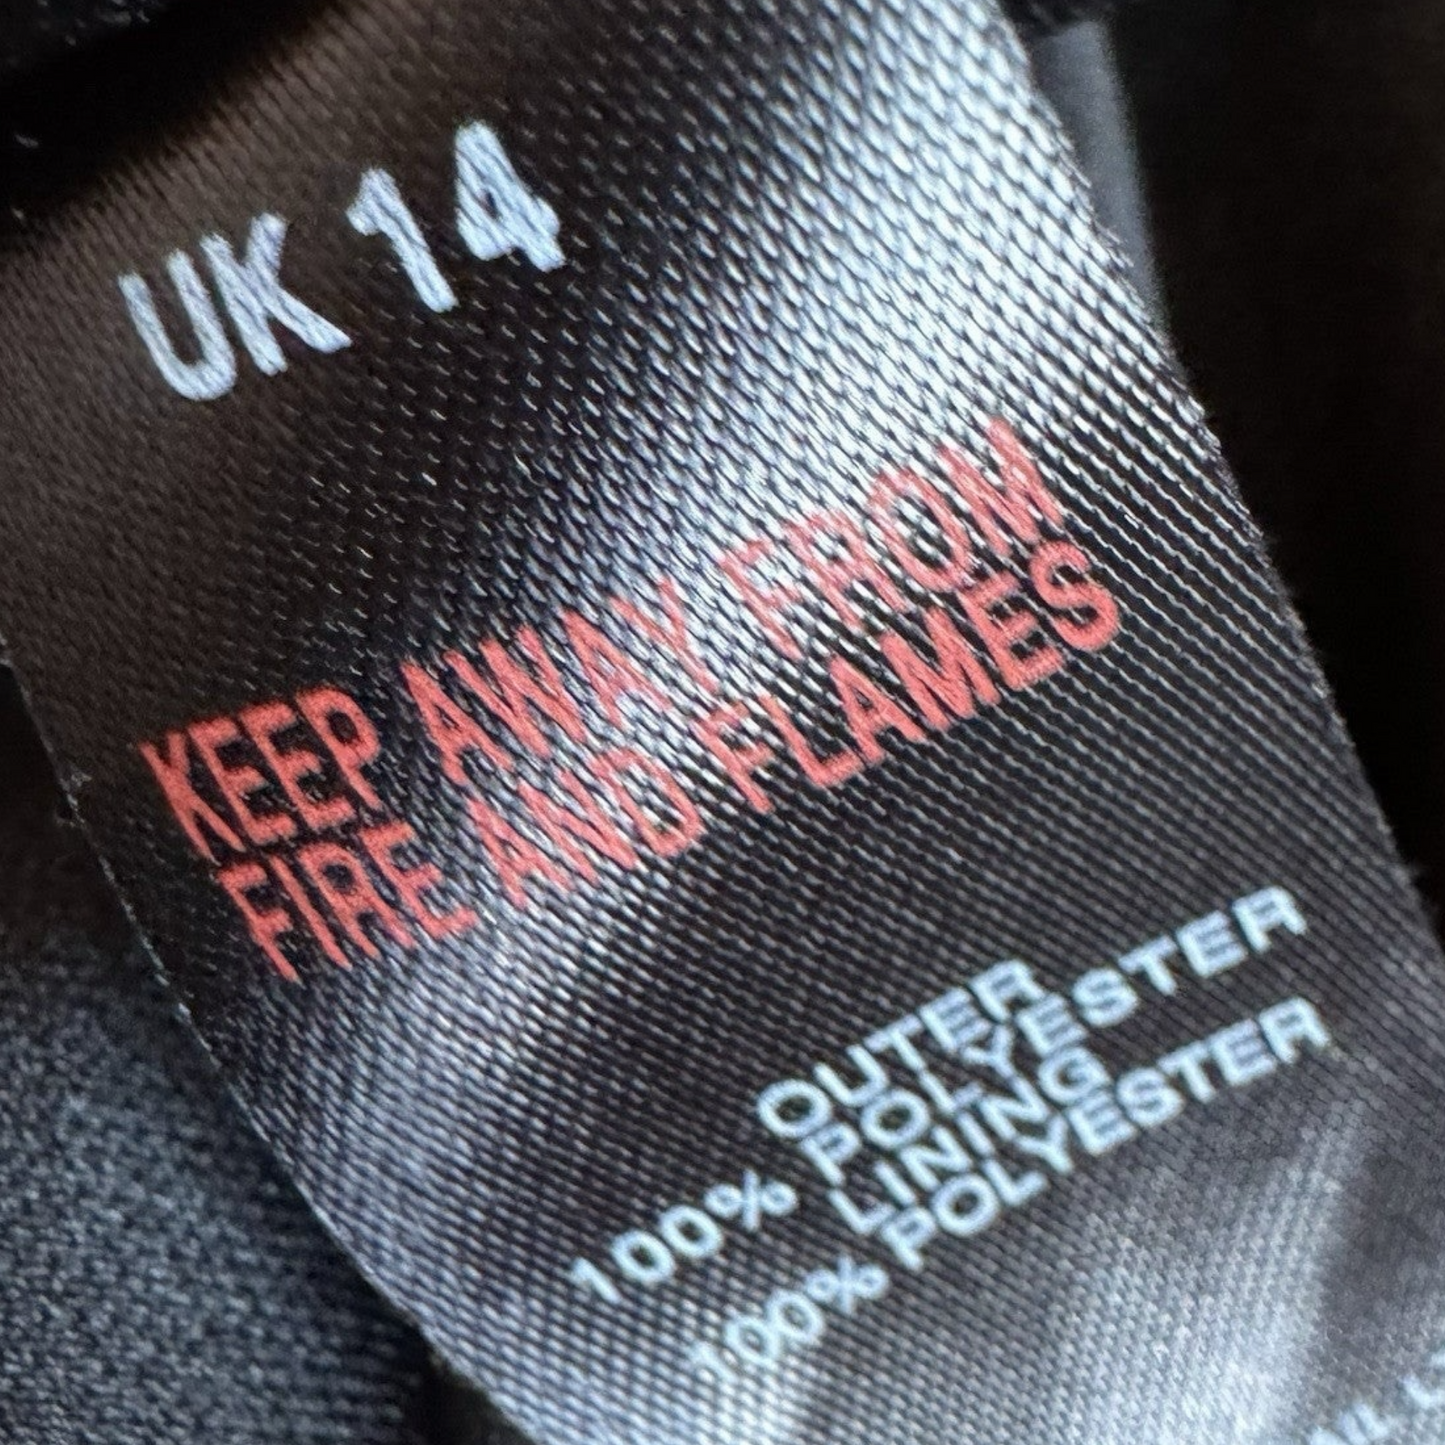 UK 14
KEEP AWAY FROM
FIRE AND FLAMES
OUTER
100% POLYESTER
LINING
100% POLYESTER